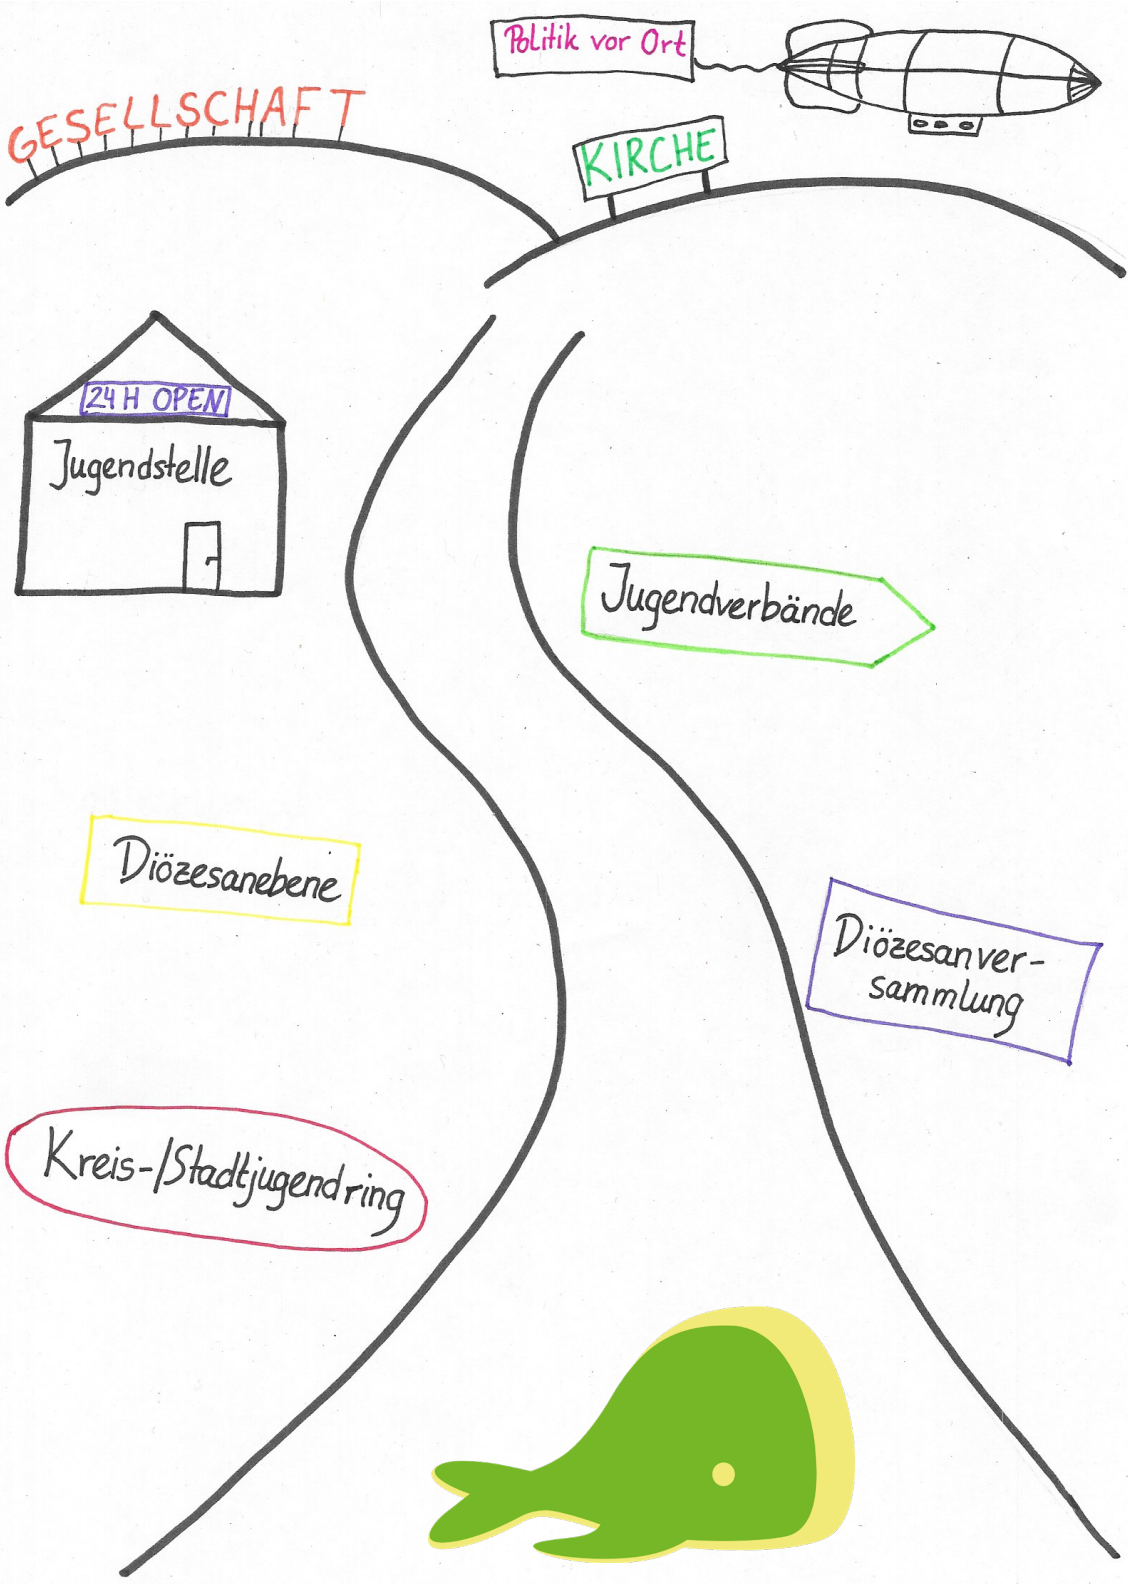 Politik vor Ort
GESELLSCHAFT
KIRCHE
24 H OPEN
Jugendstelle
Jugendverbände
Diözesanebene
Diözesanver-
sammlung
Kreis-/Stadtjugendring